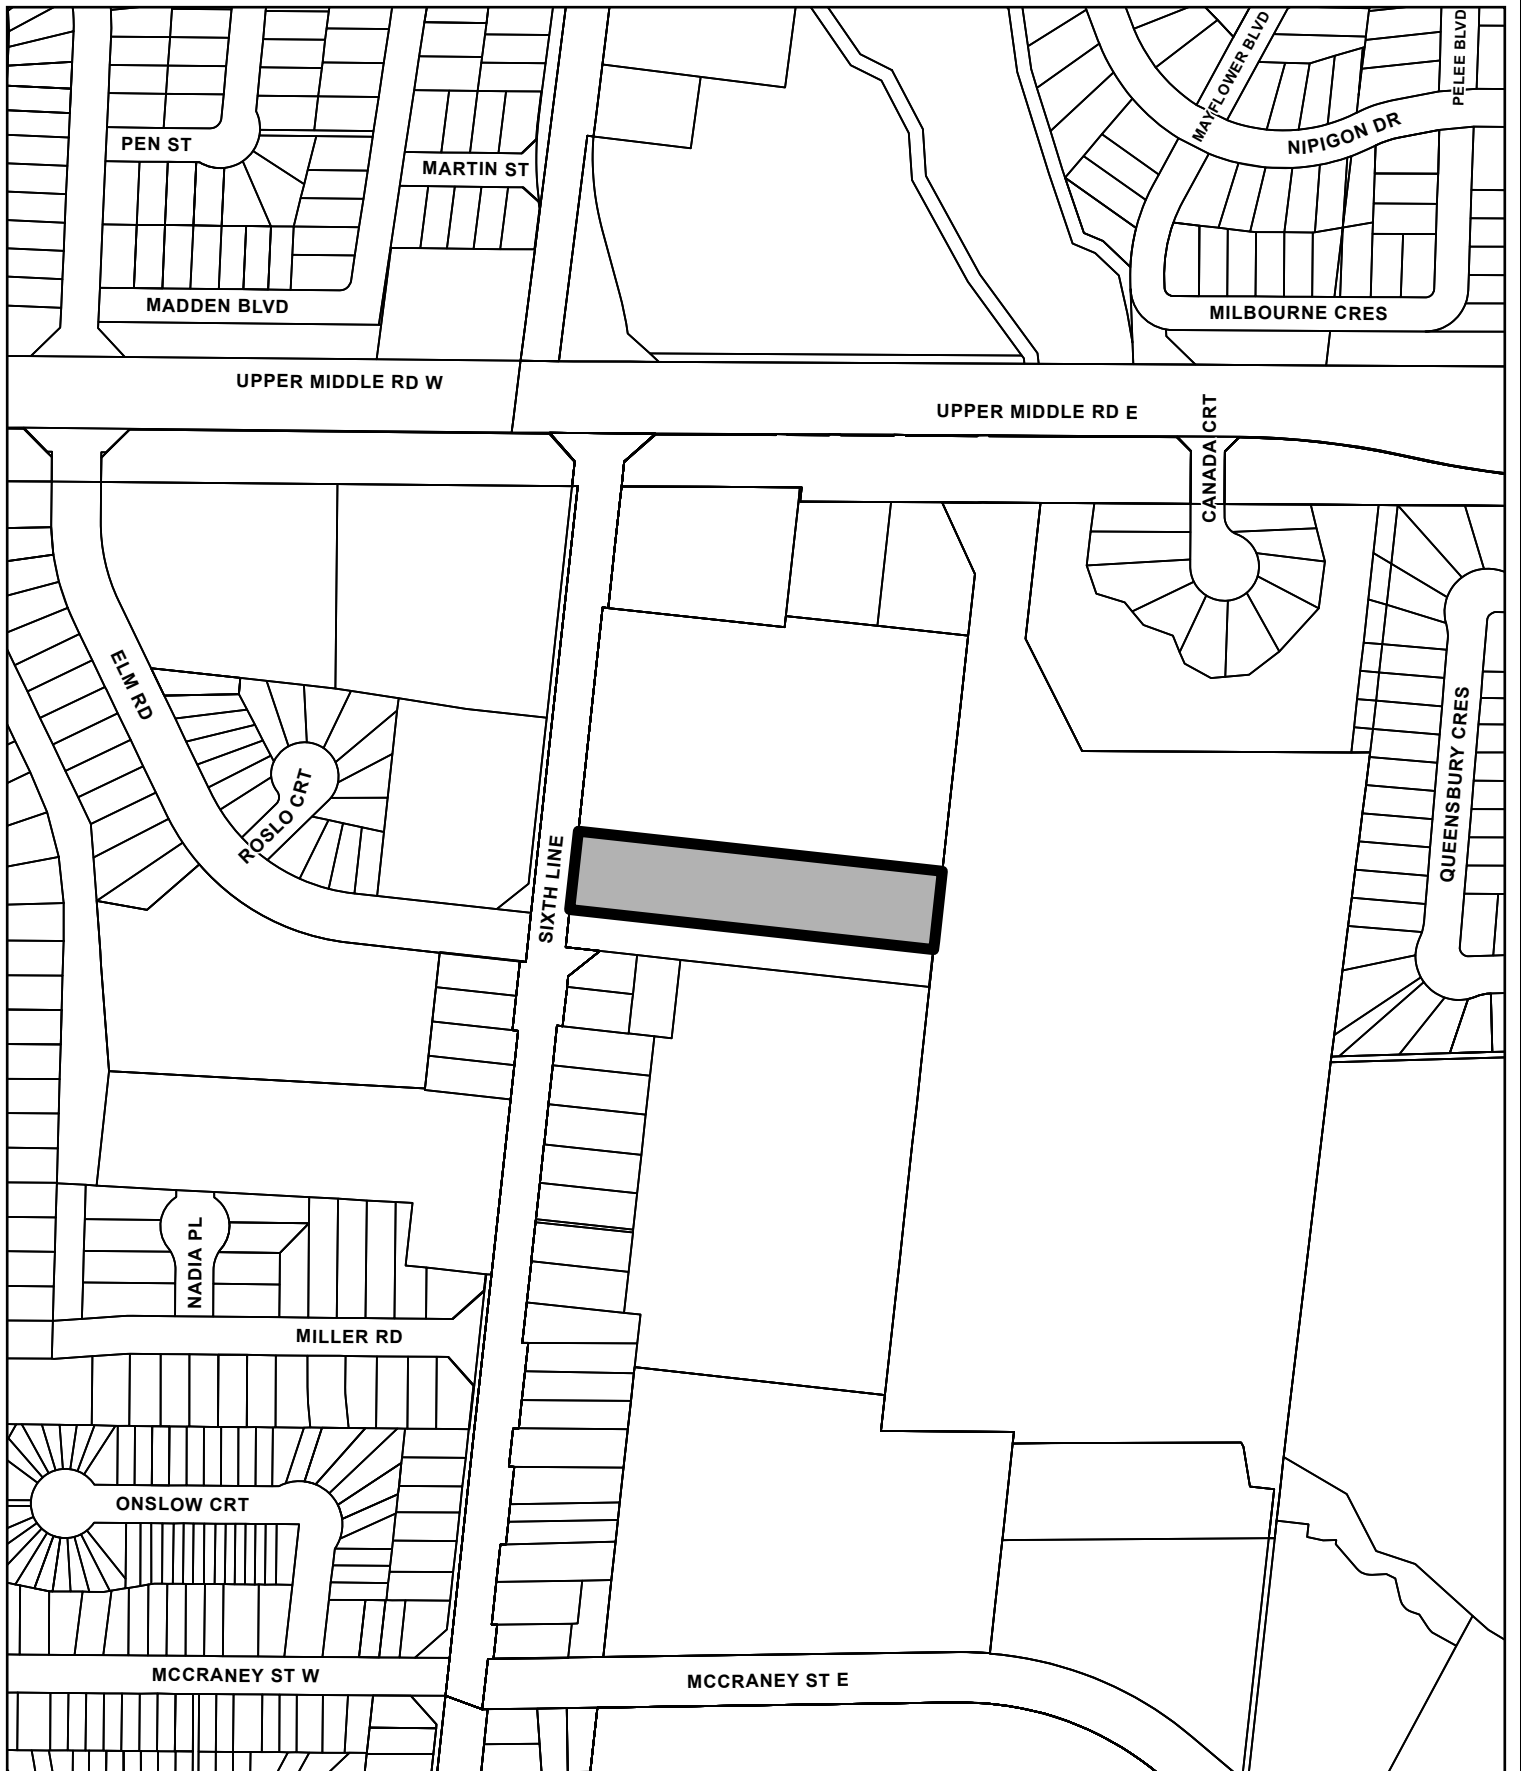 PELEE BLVD
MAYFLOWER BLVD
NIPIGON DR
PEN ST
MARTIN ST
MADDEN BLVD
MILBOURNE CRES
UPPER MIDDLE RD W
UPPER MIDDLE RD E
CANADA CRT
ELM RD
QUEENSBURY CRES
ROSLO CRT
SIXTH LINE
NADIA PL
MILLER RD
ONSLOW CRT
MCCRANEY ST W
MCCRANEY ST E